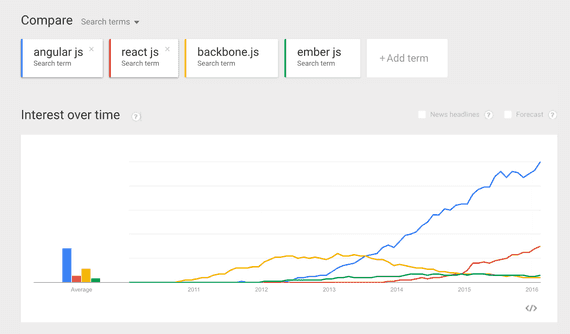 Compare Search terms
angular js × react js × backbone.js ember js +Add term
Search term Search term Search term Search term
Interest over time ? News headlines ? Forecast ?
Average 2011 2012 2013 2014 2015 2016
</>